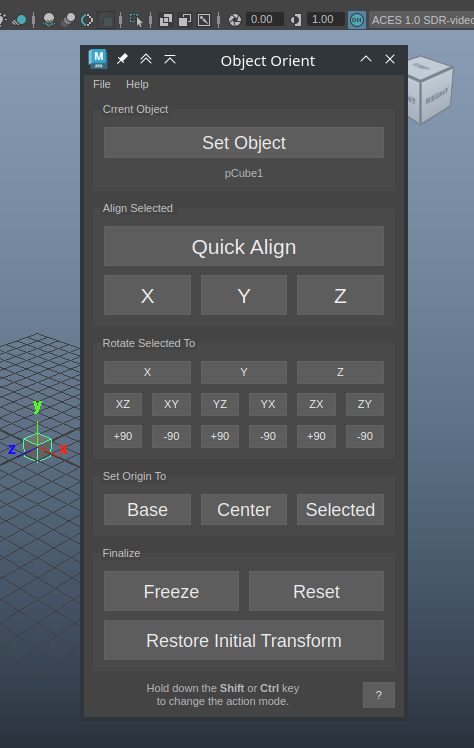 0.00 1.00 ON ACES 1.0 SDR-video
M
Object Orient
File Help
RIGHT
Crrent Object
Set Object
pCube1
Align Selected
Quick Align
X Y Z
Rotate Selected To
X Y Z
XZ XY YZ YX ZX ZY
+90 -90 +90 -90 +90 -90
y
z x
Set Origin To
Base Center Selected
Finalize
Freeze Reset
Restore Initial Transform
Hold down the Shift or Ctrl key
to change the action mode.
?